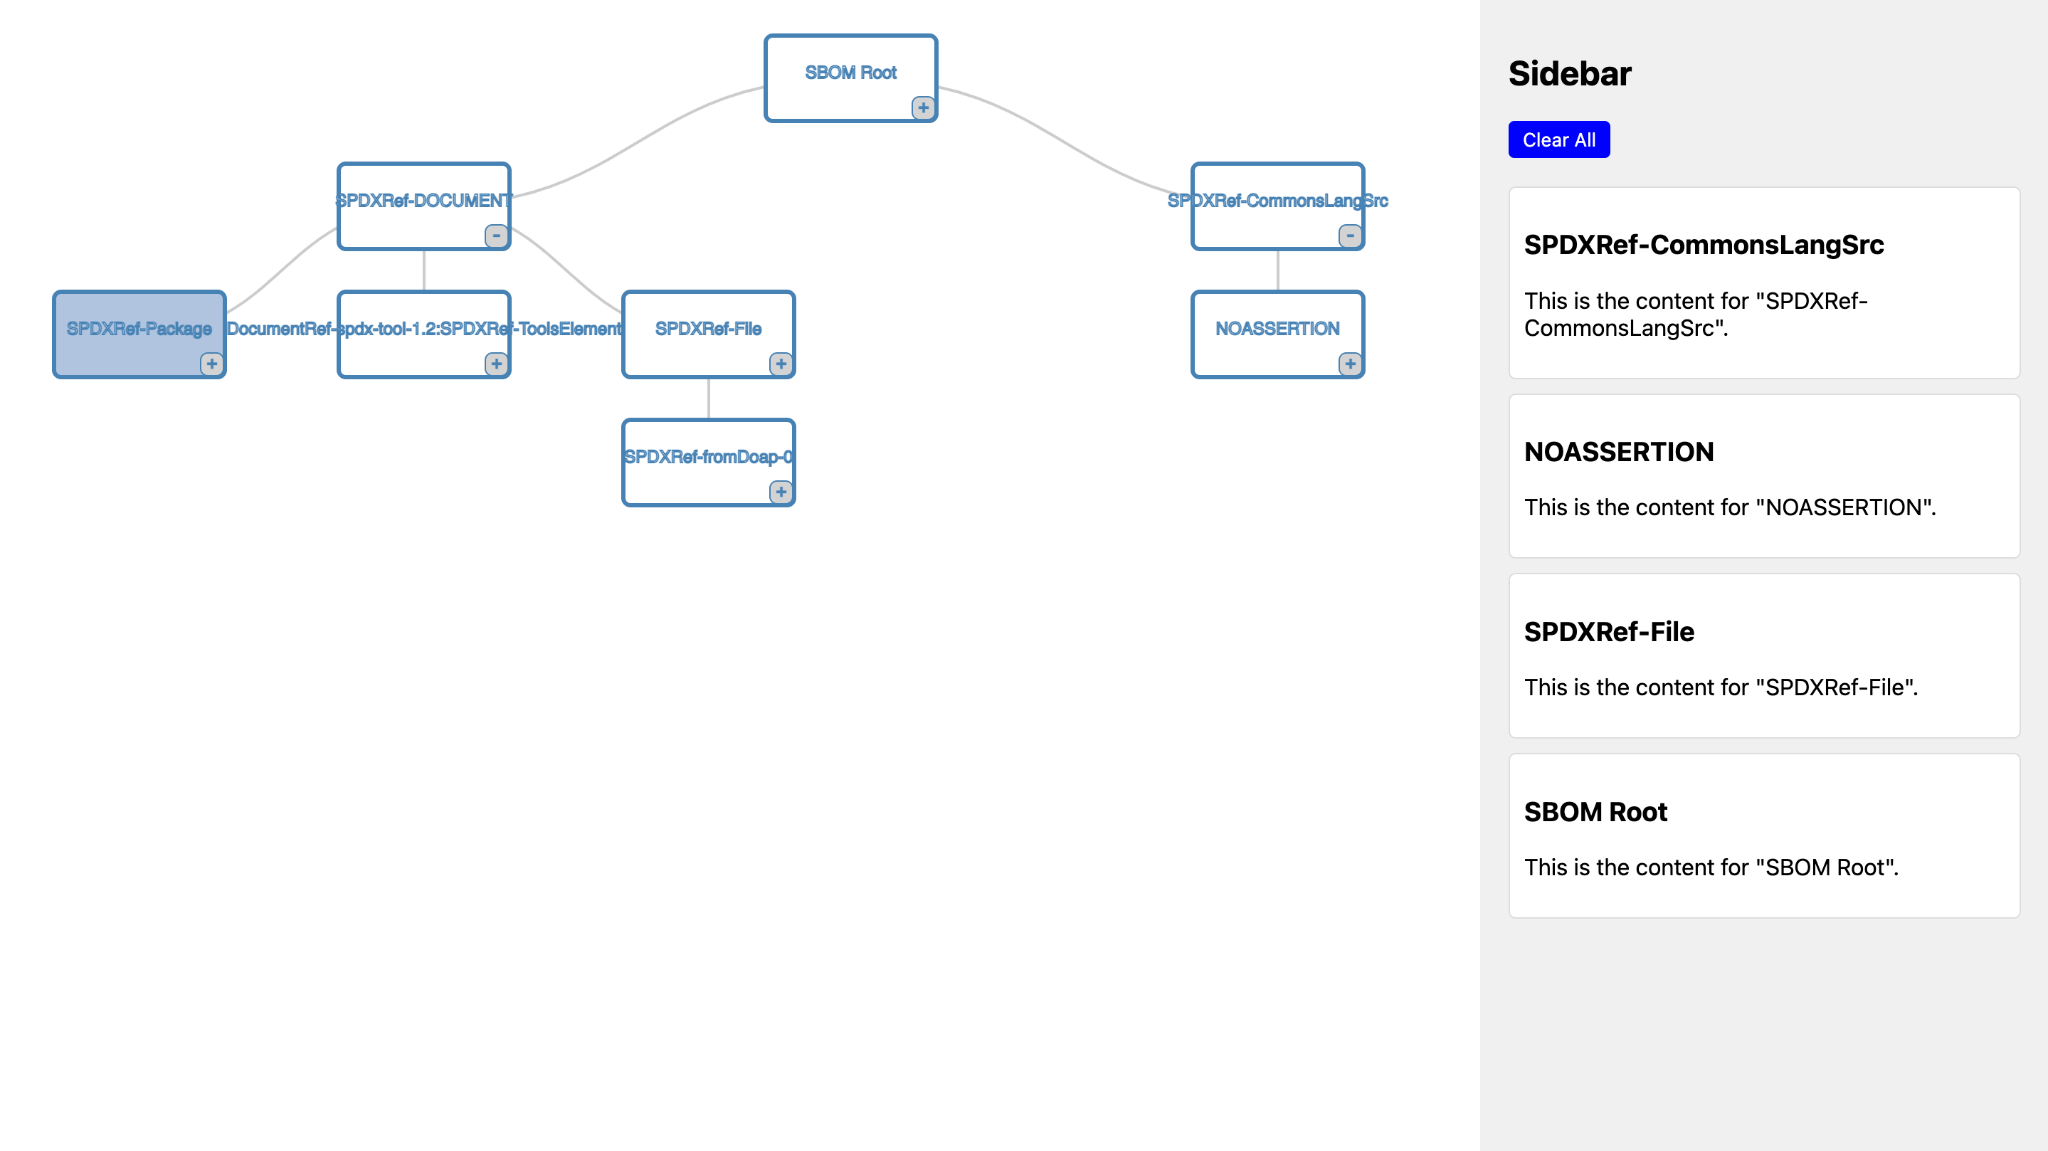 SBOM Root
+
SPDXRef-DOCUMENT
-
SPDXRef-CommonsLangSrc
-
SPDXRef-Package
+
DocumentRef-spdx-tool-1.2:SPDXRef-ToolsElement
+
SPDXRef-File
+
NOASSERTION
+
SPDXRef-fromDoap-0
+
Sidebar
Clear All
SPDXRef-CommonsLangSrc
This is the content for "SPDXRef-
CommonsLangSrc".
NOASSERTION
This is the content for "NOASSERTION".
SPDXRef-File
This is the content for "SPDXRef-File".
SBOM Root
This is the content for "SBOM Root".